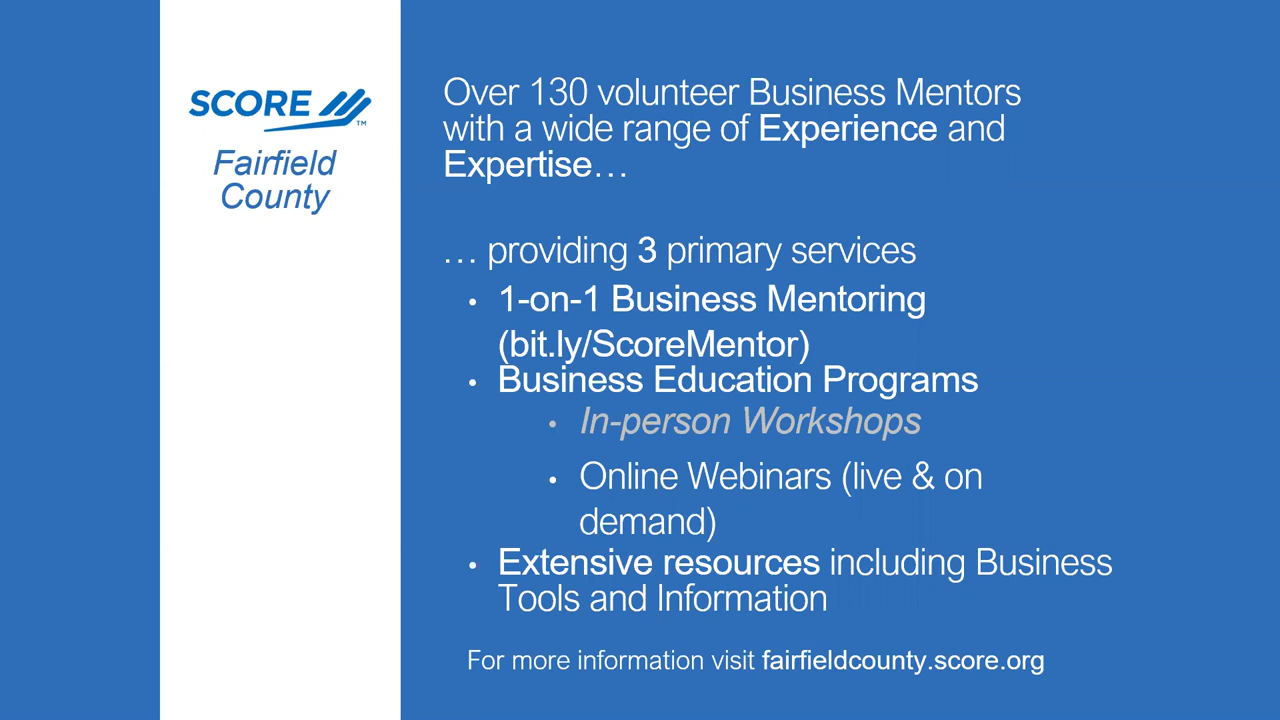 SCORE ™
Fairfield
County
Over 130 volunteer Business Mentors
with a wide range of Experience and
Expertise…
… providing 3 primary services
• 1-on-1 Business Mentoring
(bit.ly/ScoreMentor)
• Business Education Programs
• In-person Workshops
• Online Webinars (live & on
demand)
• Extensive resources including Business
Tools and Information
For more information visit fairfieldcounty.score.org